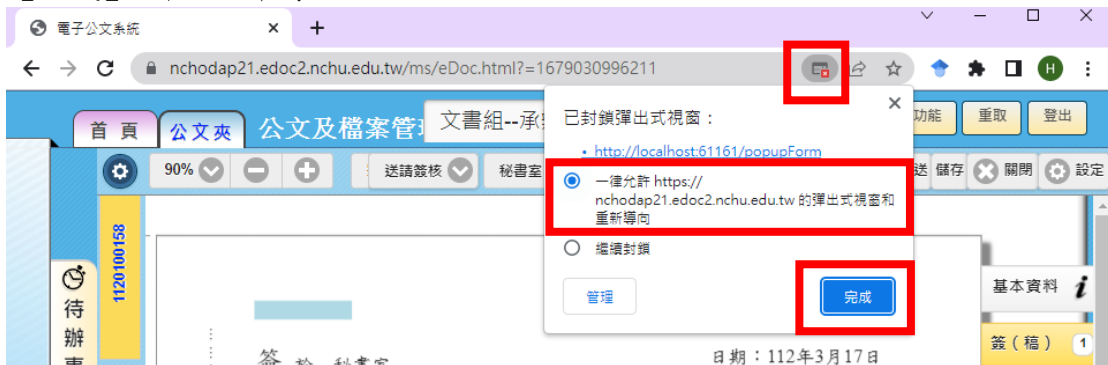 電子公文系統
nchodap21.edoc2.nchu.edu.tw/ms/eDoc.html?=1679030996211
H
首頁
公文夾
公文及檔案管
文書組--承
功能
重取
登出
90%
送請簽核
秘書室
送
儲存
關閉
設定
已封鎖彈出式視窗：
http://localhost:61161/popupForm
一律允許 https://
nchodap21.edoc2.nchu.edu.tw 的彈出式視窗和
重新導向
繼續封鎖
管理
完成
1120100158
待
辦
基本資料
簽（稿）
1
簽 於 秘書室
日期：112年3月17日